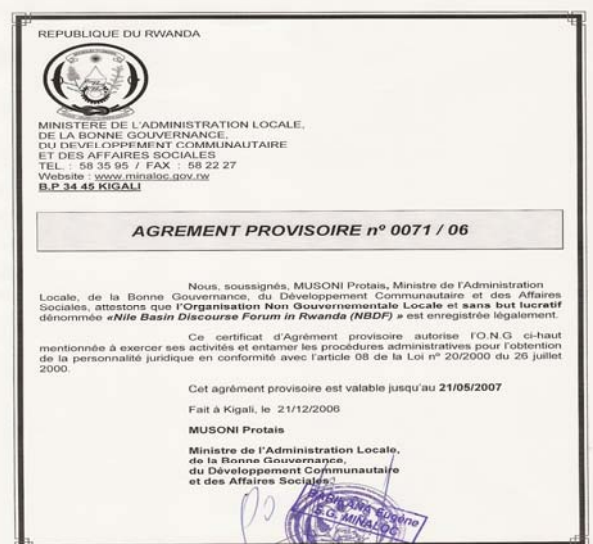 REPUBLIQUE DU RWANDA
MINISTERE DE L'ADMINISTRATION LOCALE,
DE LA BONNE GOUVERNANCE,
DU DEVELOPPEMENT COMMUNAUTAIRE
ET DES AFFAIRES SOCIALES
TEL. : 58 35 95 / FAX : 58 22 27
Website : www.minaloc.gov.rw
B.P 34 45 KIGALI
AGREMENT PROVISOIRE nº 0071 / 06
Nous, soussignés, MUSONI Protais, Ministre de l'Administration
Locale, de la Bonne Gouvernance, du Développement Communautaire et des Affaires
Sociales, attestons que l'Organisation Non Gouvernementale Locale et sans but lucratif
dénommée «Nile Basin Discourse Forum in Rwanda (NBDF) » est enregistrée légalement.
Ce certificat d'Agrément provisoire autorise l'O.N.G ci-haut
mentionnée à exercer ses activités et entamer les procédures administratives pour l'obtention
de la personnalité juridique en conformité avec l'article 08 de la Loi nº 20/2000 du 26 juillet
2000.
Cet agrément provisoire est valable jusqu'au 21/05/2007
Fait à Kigali, le 21/12/2006
MUSONI Protais
Ministre de l'Administration Locale,
de la Bonne Gouvernance,
du Développement Communautaire
et des Affaires Sociales
Eugène
S.G. MINALOC